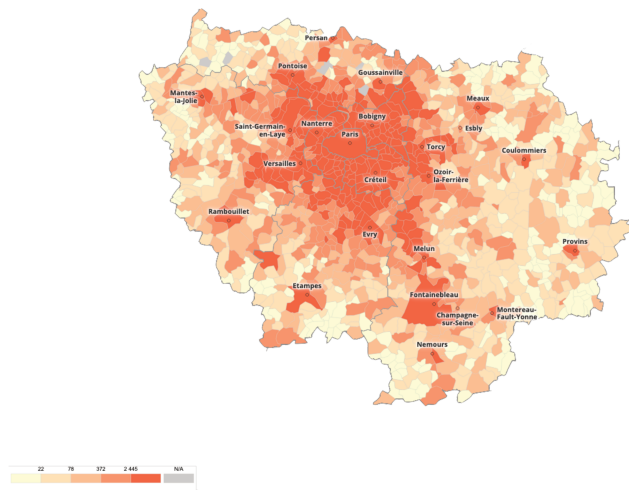 Persan
Pontoise
Goussainville
Mantes-
la-Jolie
Meaux
Saint-Germain-
en-Laye
Nanterre
Bobigny
Esbly
Paris
Torcy
Coulommiers
Versailles
Créteil
Ozoir-
la-Ferrière
Rambouillet
Evry
Melun
Provins
Etampes
Fontainebleau
Champagne-
sur-Seine
Montereau-
Fault-Yonne
Nemours
22 78 372 2 445 N/A